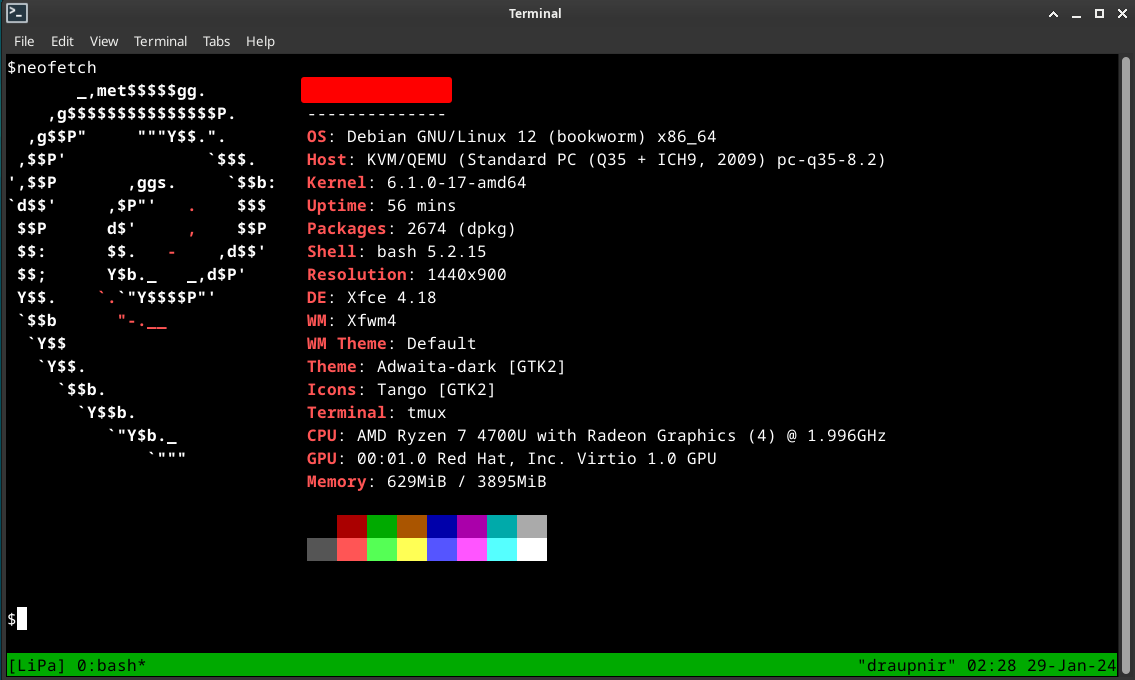 Terminal
File Edit View Terminal Tabs Help
$neofetch
       _,met$$$$$gg.
    ,g$$$$$$$$$$$$$$$P.       --------------
  ,g$$P"     """Y$$.".        OS: Debian GNU/Linux 12 (bookworm) x86_64
 ,$$P'              `$$$.     Host: KVM/QEMU (Standard PC (Q35 + ICH9, 2009) pc-q35-8.2)
',$$P       ,ggs.     `$$b:   Kernel: 6.1.0-17-amd64
`d$$'     ,$P"'   .    $$$    Uptime: 56 mins
 $$P      d$'     ,    $$P    Packages: 2674 (dpkg)
 $$:      $$.   -    ,d$$'    Shell: bash 5.2.15
 $$;      Y$b._   _,d$P'      Resolution: 1440x900
 Y$$.    `.`"Y$$$$P"'         DE: Xfce 4.18
 `$$b      "-.__              WM: Xfwm4
  `Y$$                        WM Theme: Default
   `Y$$.                      Theme: Adwaita-dark [GTK2]
     `$$b.                    Icons: Tango [GTK2]
       `Y$$b.                 Terminal: tmux
          `"Y$b._             CPU: AMD Ryzen 7 4700U with Radeon Graphics (4) @ 1.996GHz
              `"""            GPU: 00:01.0 Red Hat, Inc. Virtio 1.0 GPU
                              Memory: 629MiB / 3895MiB
$
[LiPa] 0:bash* "draupnir" 02:28 29-Jan-24